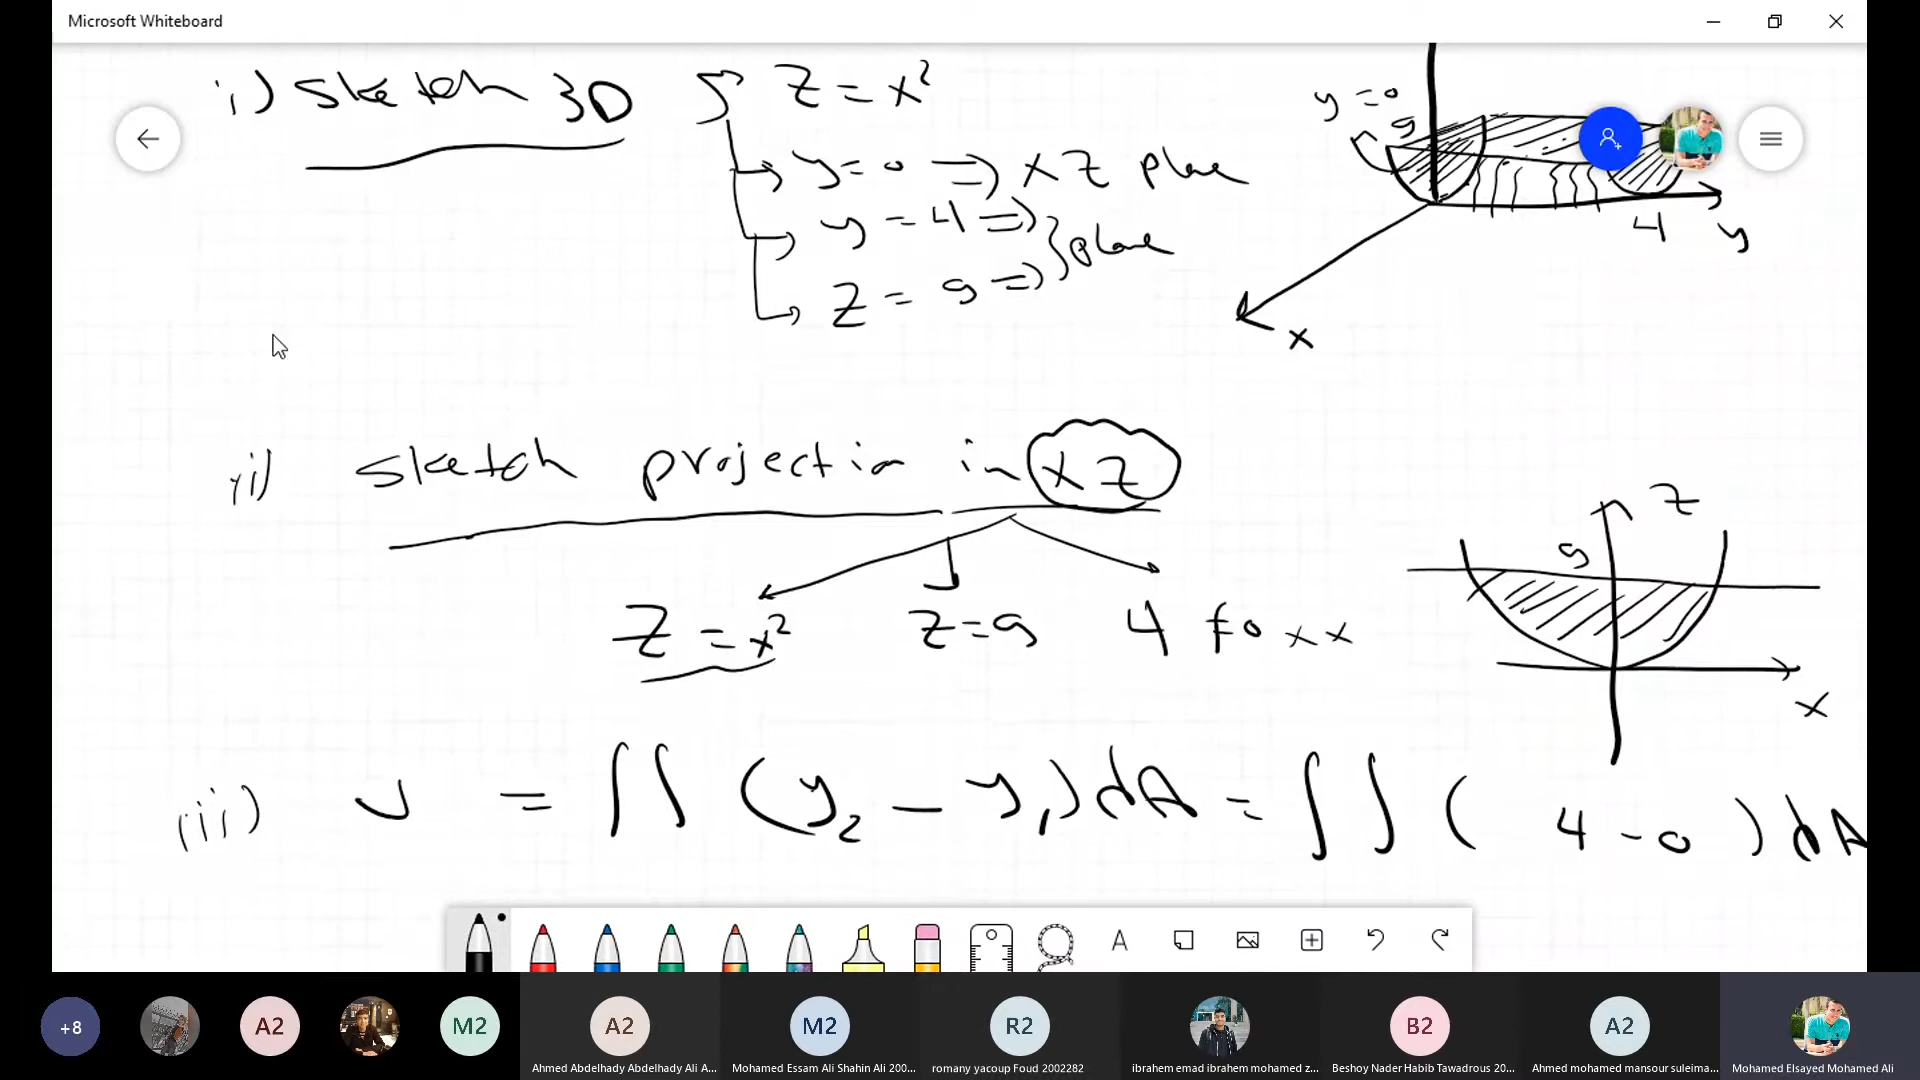 Microsoft Whiteboard
i) sketch 3D z = x²
y = 0 ⇒ xz plane
y = 4 ⇒
z = 9 ⇒ } plane
y = 0
9
4 y
x
ii) sketch projection in xz
z = x² z = 9 4
z
9
x
iii) v = ∫∫ (y₂ - y₁) dA = ∫∫ ( 4 - 0 ) dA
A
+8 A2 M2 A2 M2 R2 B2 A2
Ahmed Abdelhady Abdelhady Ali A... Mohamed Essam Ali Shahin Ali 200... romany yacoup Foud 2002282 ibrahem emad ibrahem mohamed z... Beshoy Nader Habib Tawadrous 20... Ahmed mohamed mansour suleima... Mohamed Elsayed Mohamed Ali